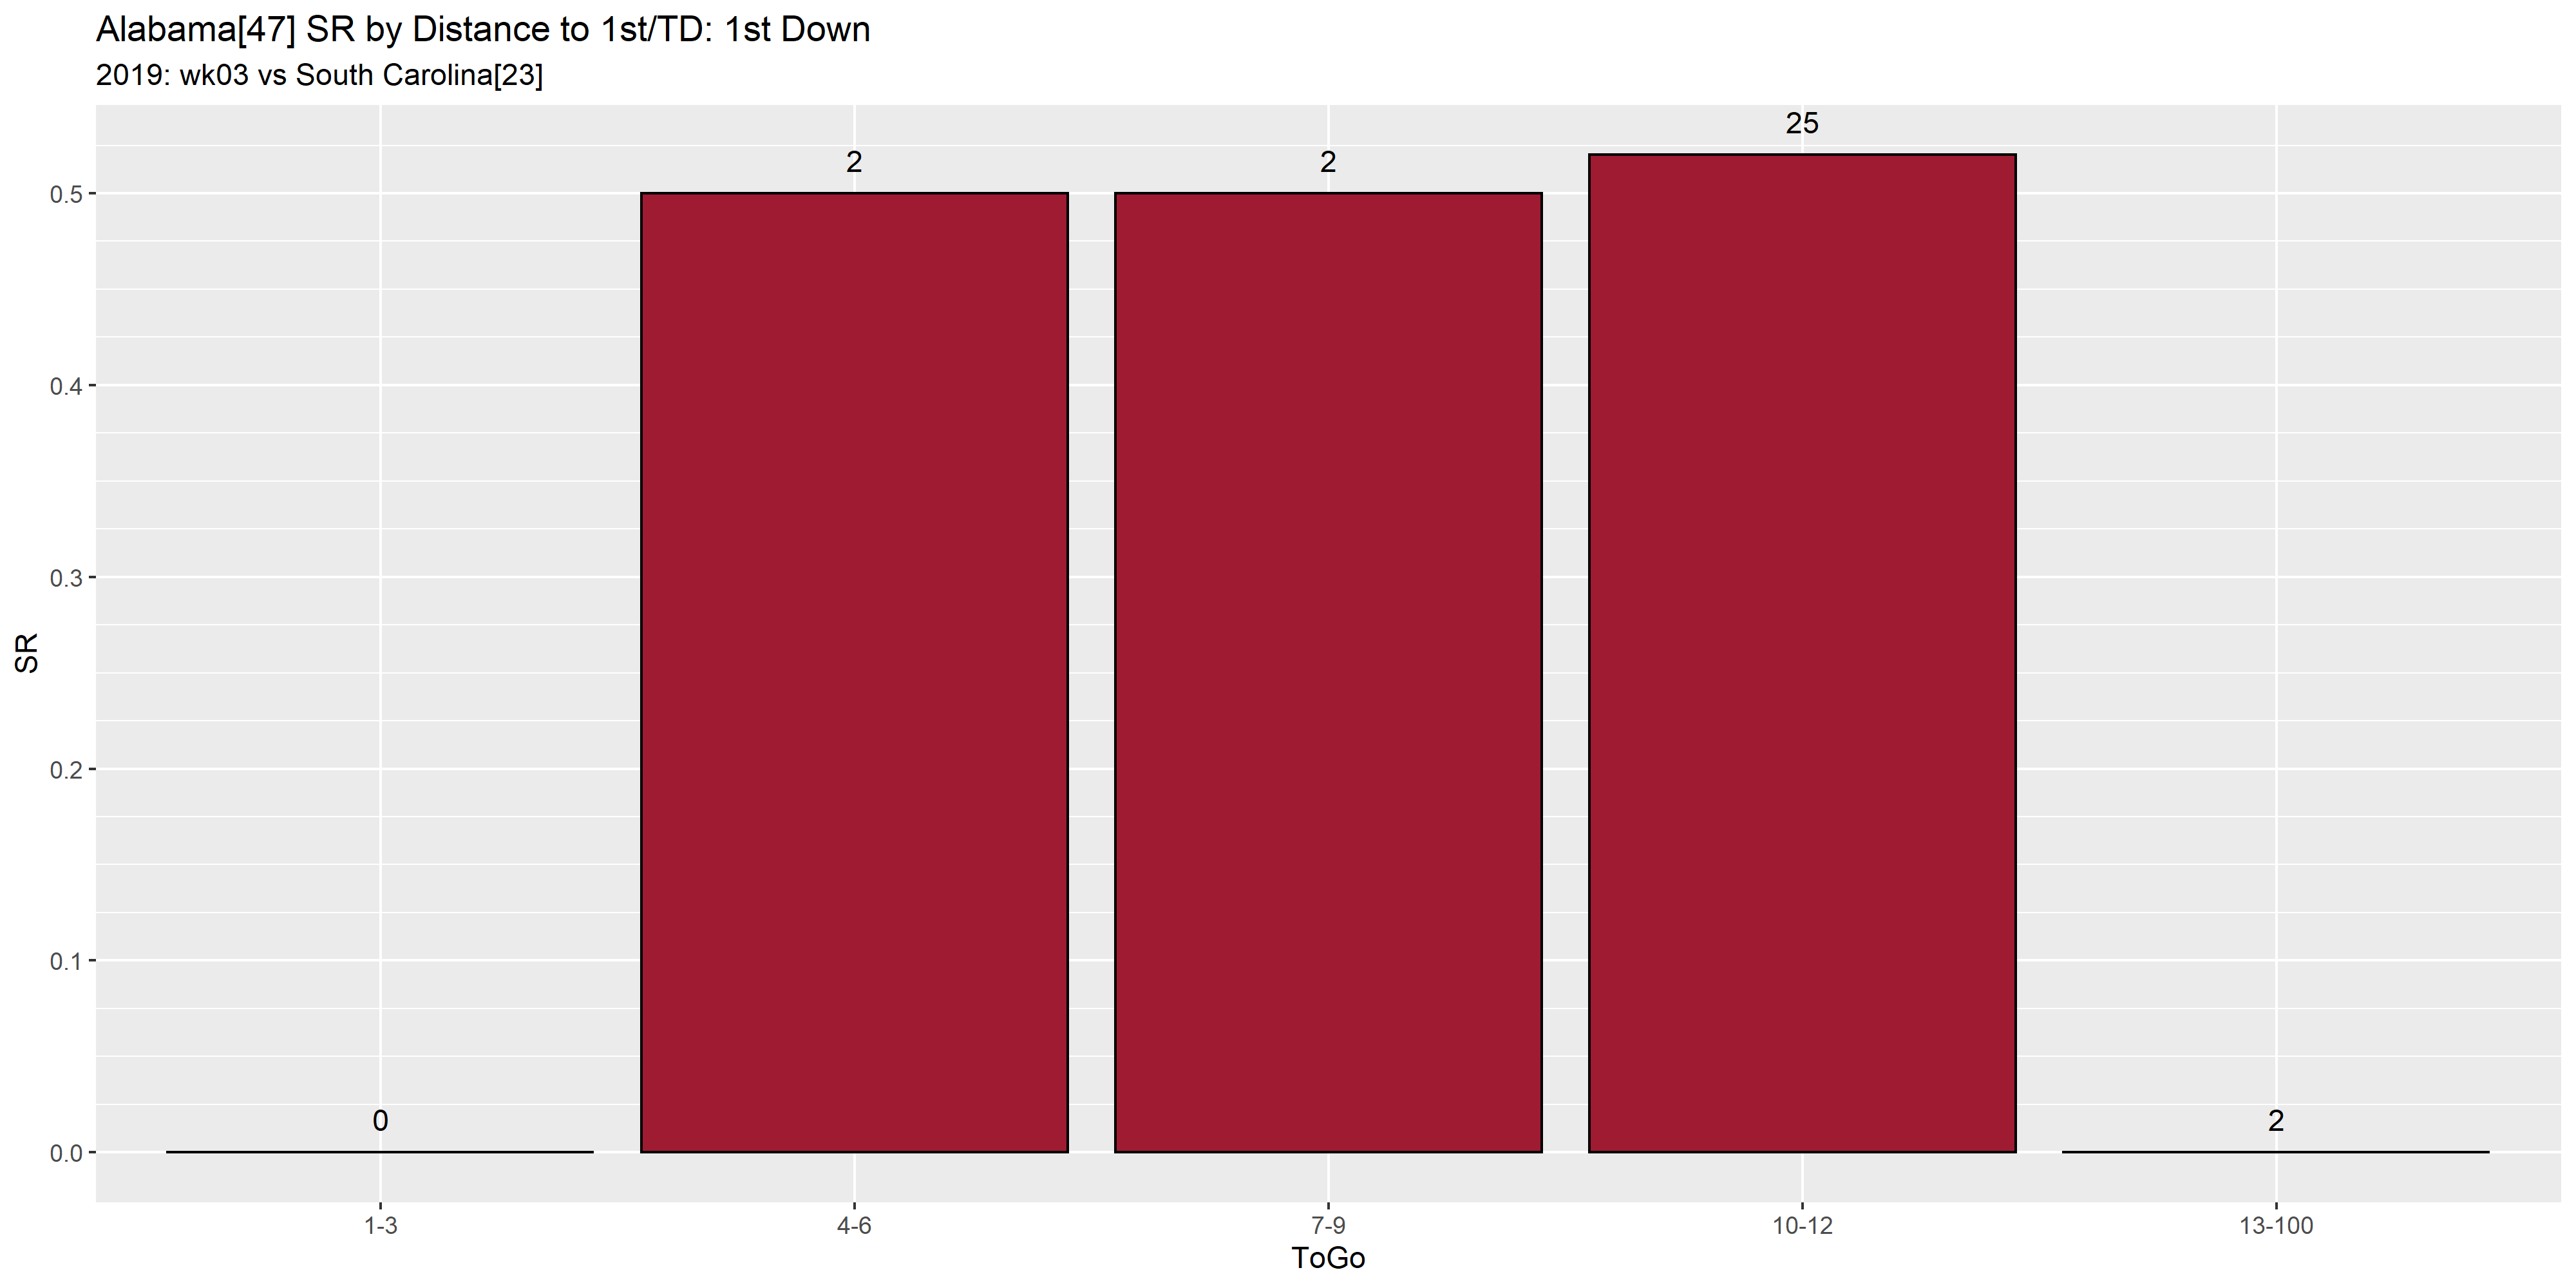 Alabama[47] SR by Distance to 1st/TD: 1st Down
2019: wk03 vs South Carolina[23]
25
2 2
0.5
0.4
0.3
SR
0.2
0.1
0 2
0.0
1-3 4-6 7-9 10-12 13-100
ToGo